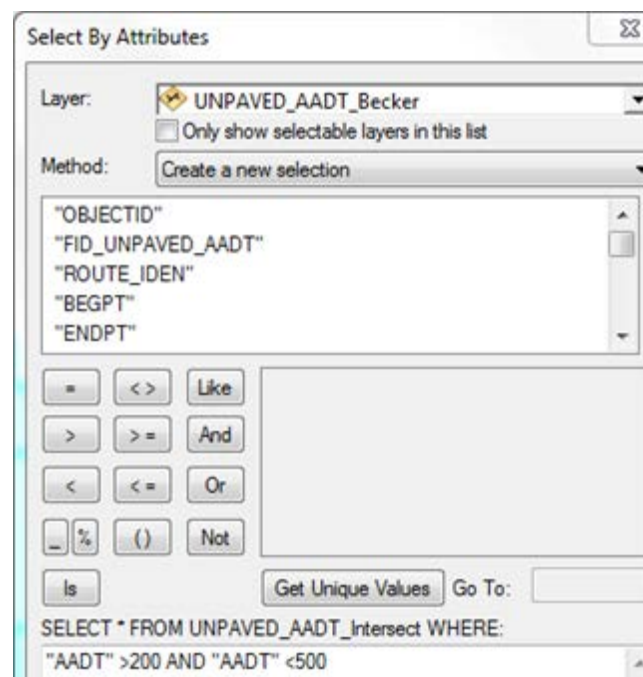 Select By Attributes
Layer: UNPAVED_AADT_Becker
Only show selectable layers in this list
Method: Create a new selection
"OBJECTID"
"FID_UNPAVED_AADT"
"ROUTE_IDEN"
"BEGPT"
"ENDPT"
= < > Like
> > = And
< < = Or
_ % ( ) Not
Is Get Unique Values Go To:
SELECT * FROM UNPAVED_AADT_Intersect WHERE:
"AADT" >200 AND "AADT" <500